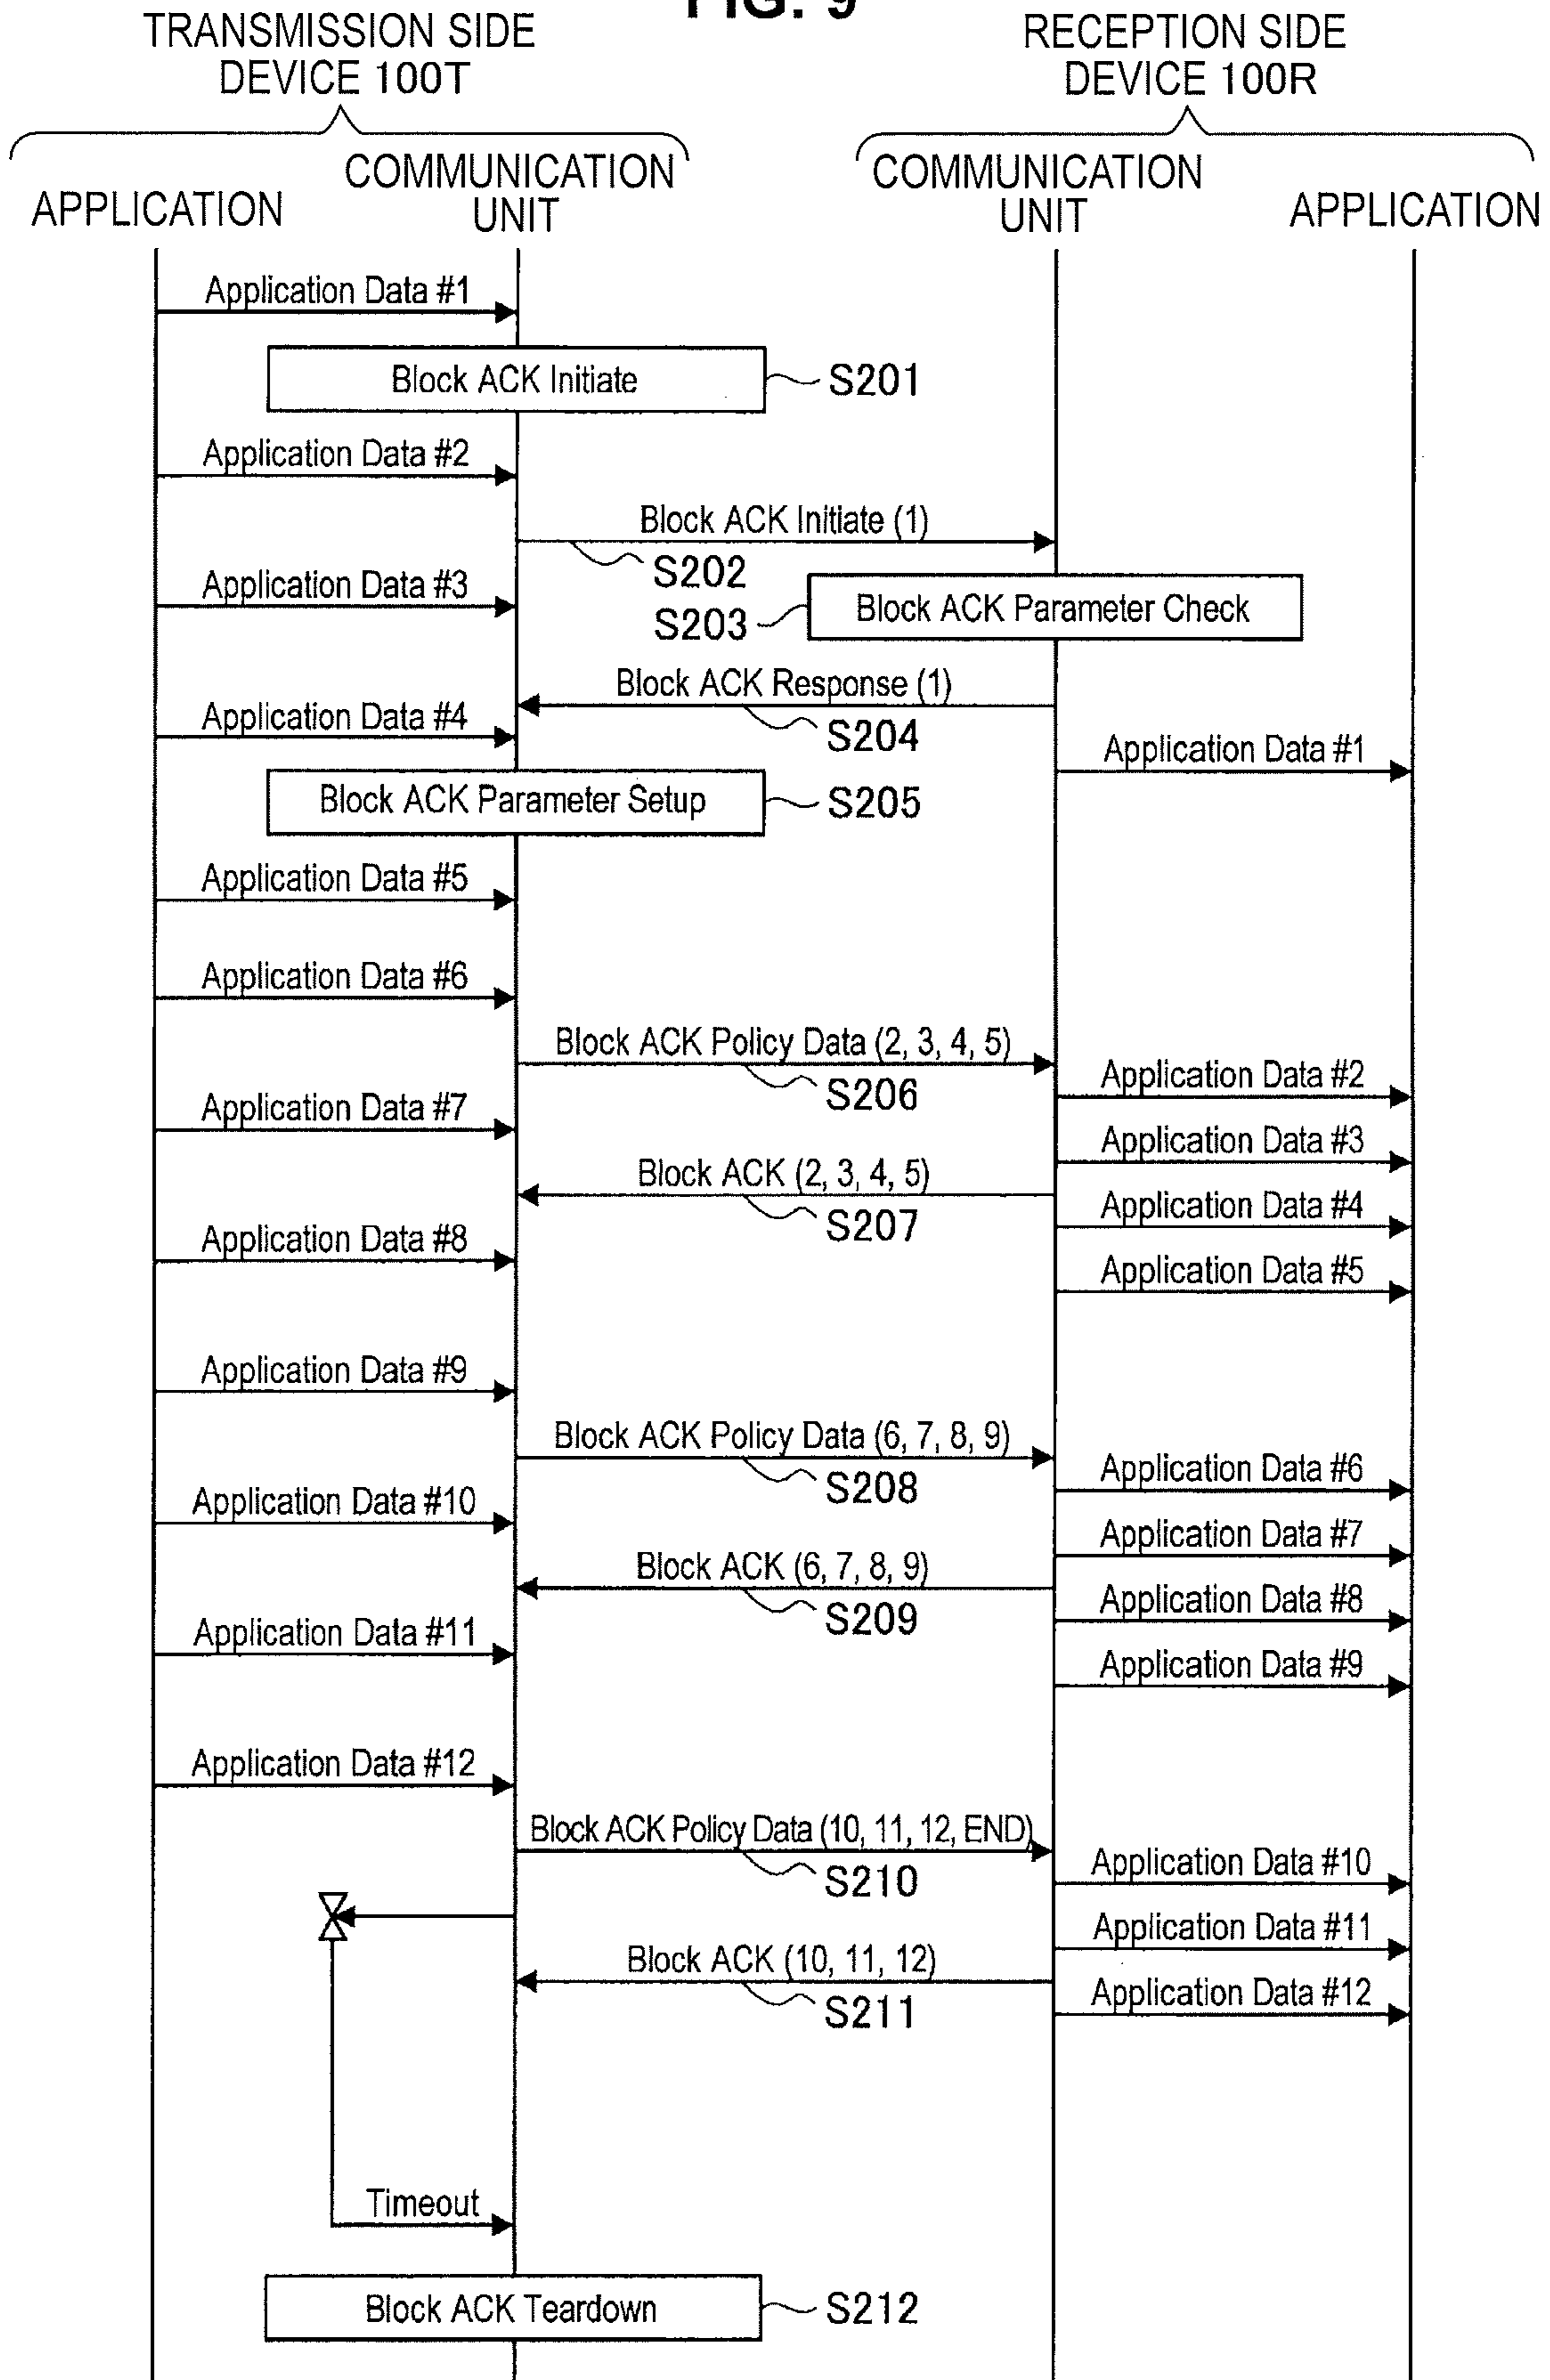 FIG. 9
TRANSMISSION SIDE
DEVICE 100T
RECEPTION SIDE
DEVICE 100R
APPLICATION
COMMUNICATION
UNIT
COMMUNICATION
UNIT
APPLICATION
Application Data #1
Block ACK Initiate
S201
Application Data #2
Block ACK Initiate (1)
S202
Application Data #3
Block ACK Parameter Check
S203
Block ACK Response (1)
S204
Application Data #4
Application Data #1
Block ACK Parameter Setup
S205
Application Data #5
Application Data #6
Block ACK Policy Data (2, 3, 4, 5)
S206
Application Data #2
Application Data #7
Application Data #3
Block ACK (2, 3, 4, 5)
S207
Application Data #4
Application Data #8
Application Data #5
Application Data #9
Block ACK Policy Data (6, 7, 8, 9)
S208
Application Data #6
Application Data #10
Application Data #7
Block ACK (6, 7, 8, 9)
S209
Application Data #8
Application Data #11
Application Data #9
Application Data #12
Block ACK Policy Data (10, 11, 12, END)
S210
Application Data #10
Application Data #11
Block ACK (10, 11, 12)
S211
Application Data #12
Timeout
Block ACK Teardown
S212